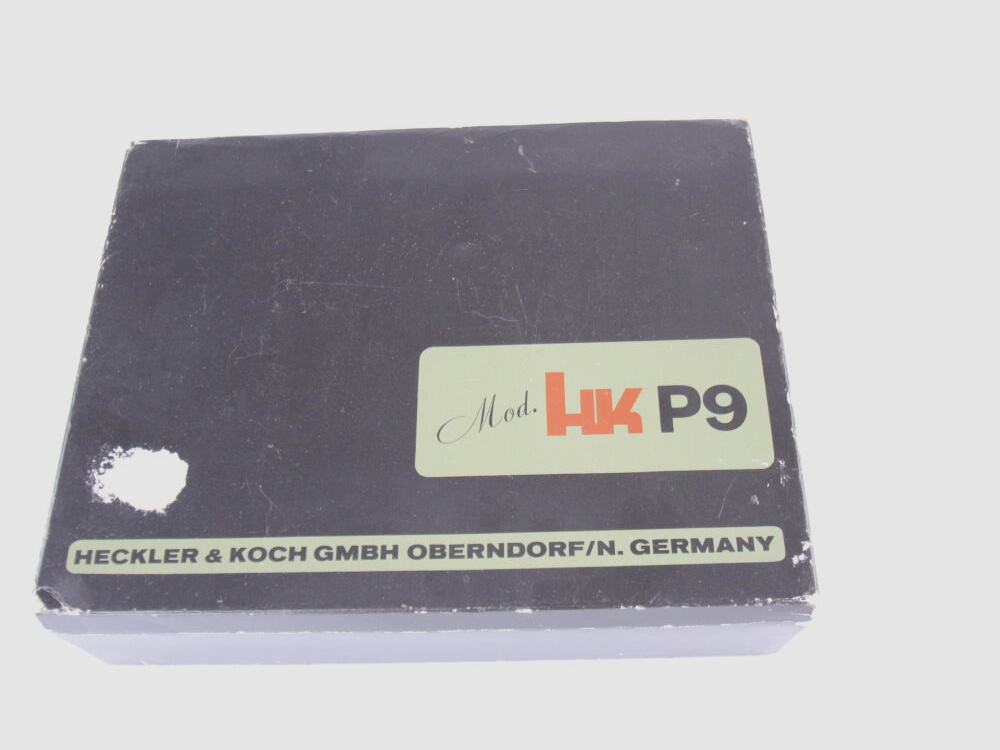 Mod. HK P9
HECKLER & KOCH GMBH OBERNDORF/N. GERMANY